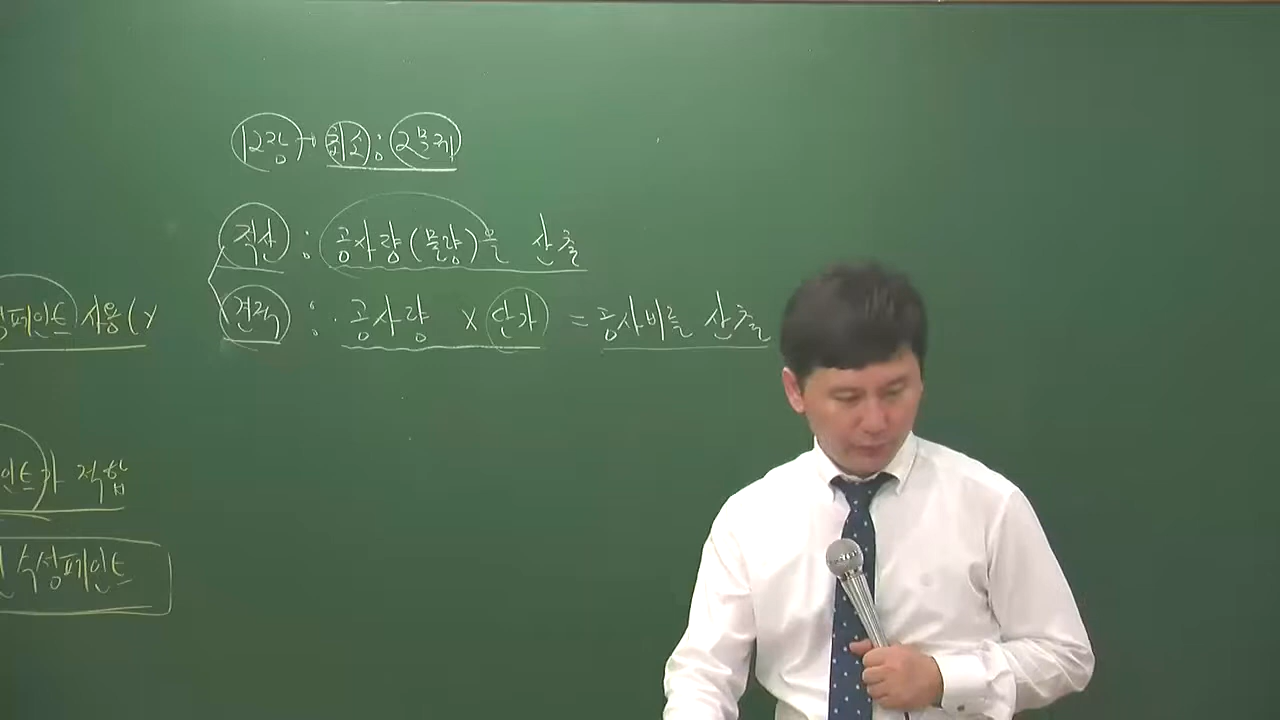 12장 → 최소 : 2문제
적산 : 공사량(물량)을 산출
견적 : 공사량 x 단가 = 공사비를 산출
페인트 사용(x
인트가 적합
수성페인트